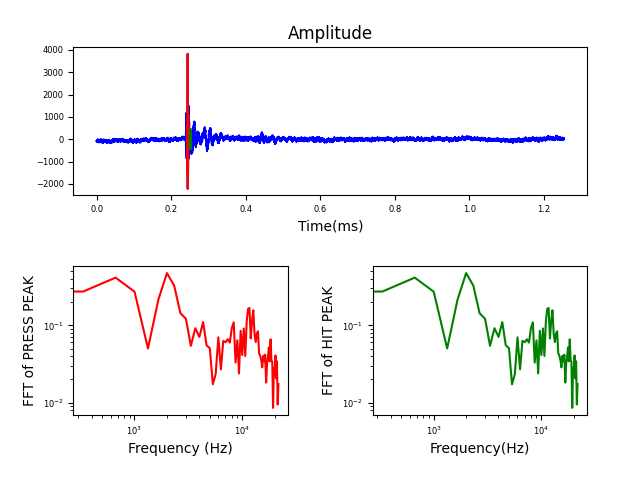 Amplitude
4000
3000
2000
1000
0
−1000
−2000
0.0 0.2 0.4 0.6 0.8 1.0 1.2
Time(ms)
FFT of PRESS PEAK
10⁻¹
10⁻²
10³ 10⁴
Frequency (Hz)
FFT of HIT PEAK
10⁻¹
10⁻²
10³ 10⁴
Frequency(Hz)